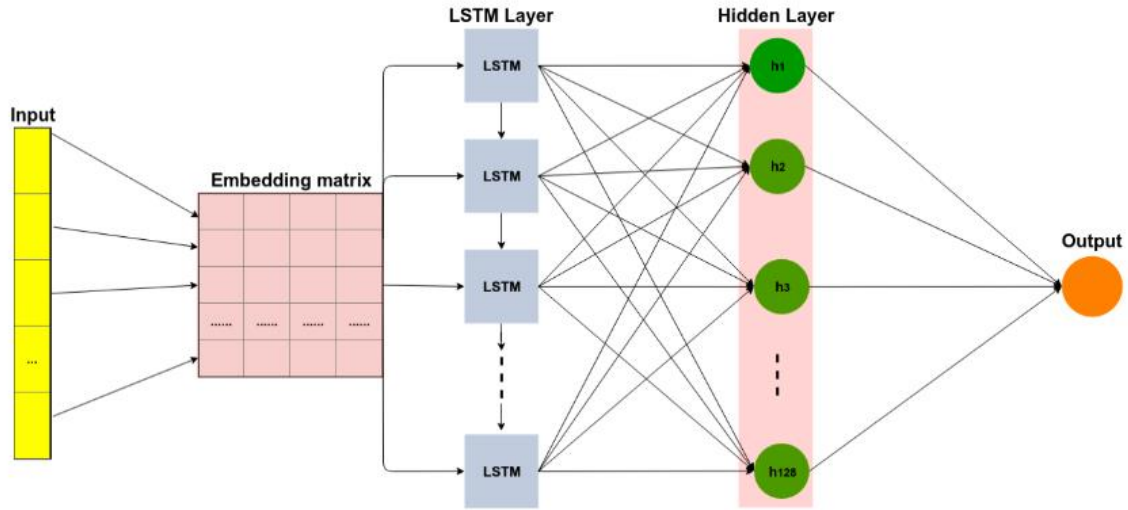 LSTM Layer
Hidden Layer
Input
Embedding matrix
Output
...
...... ...... ...... ......
LSTM
LSTM
LSTM
LSTM
h1
h2
h3
h128